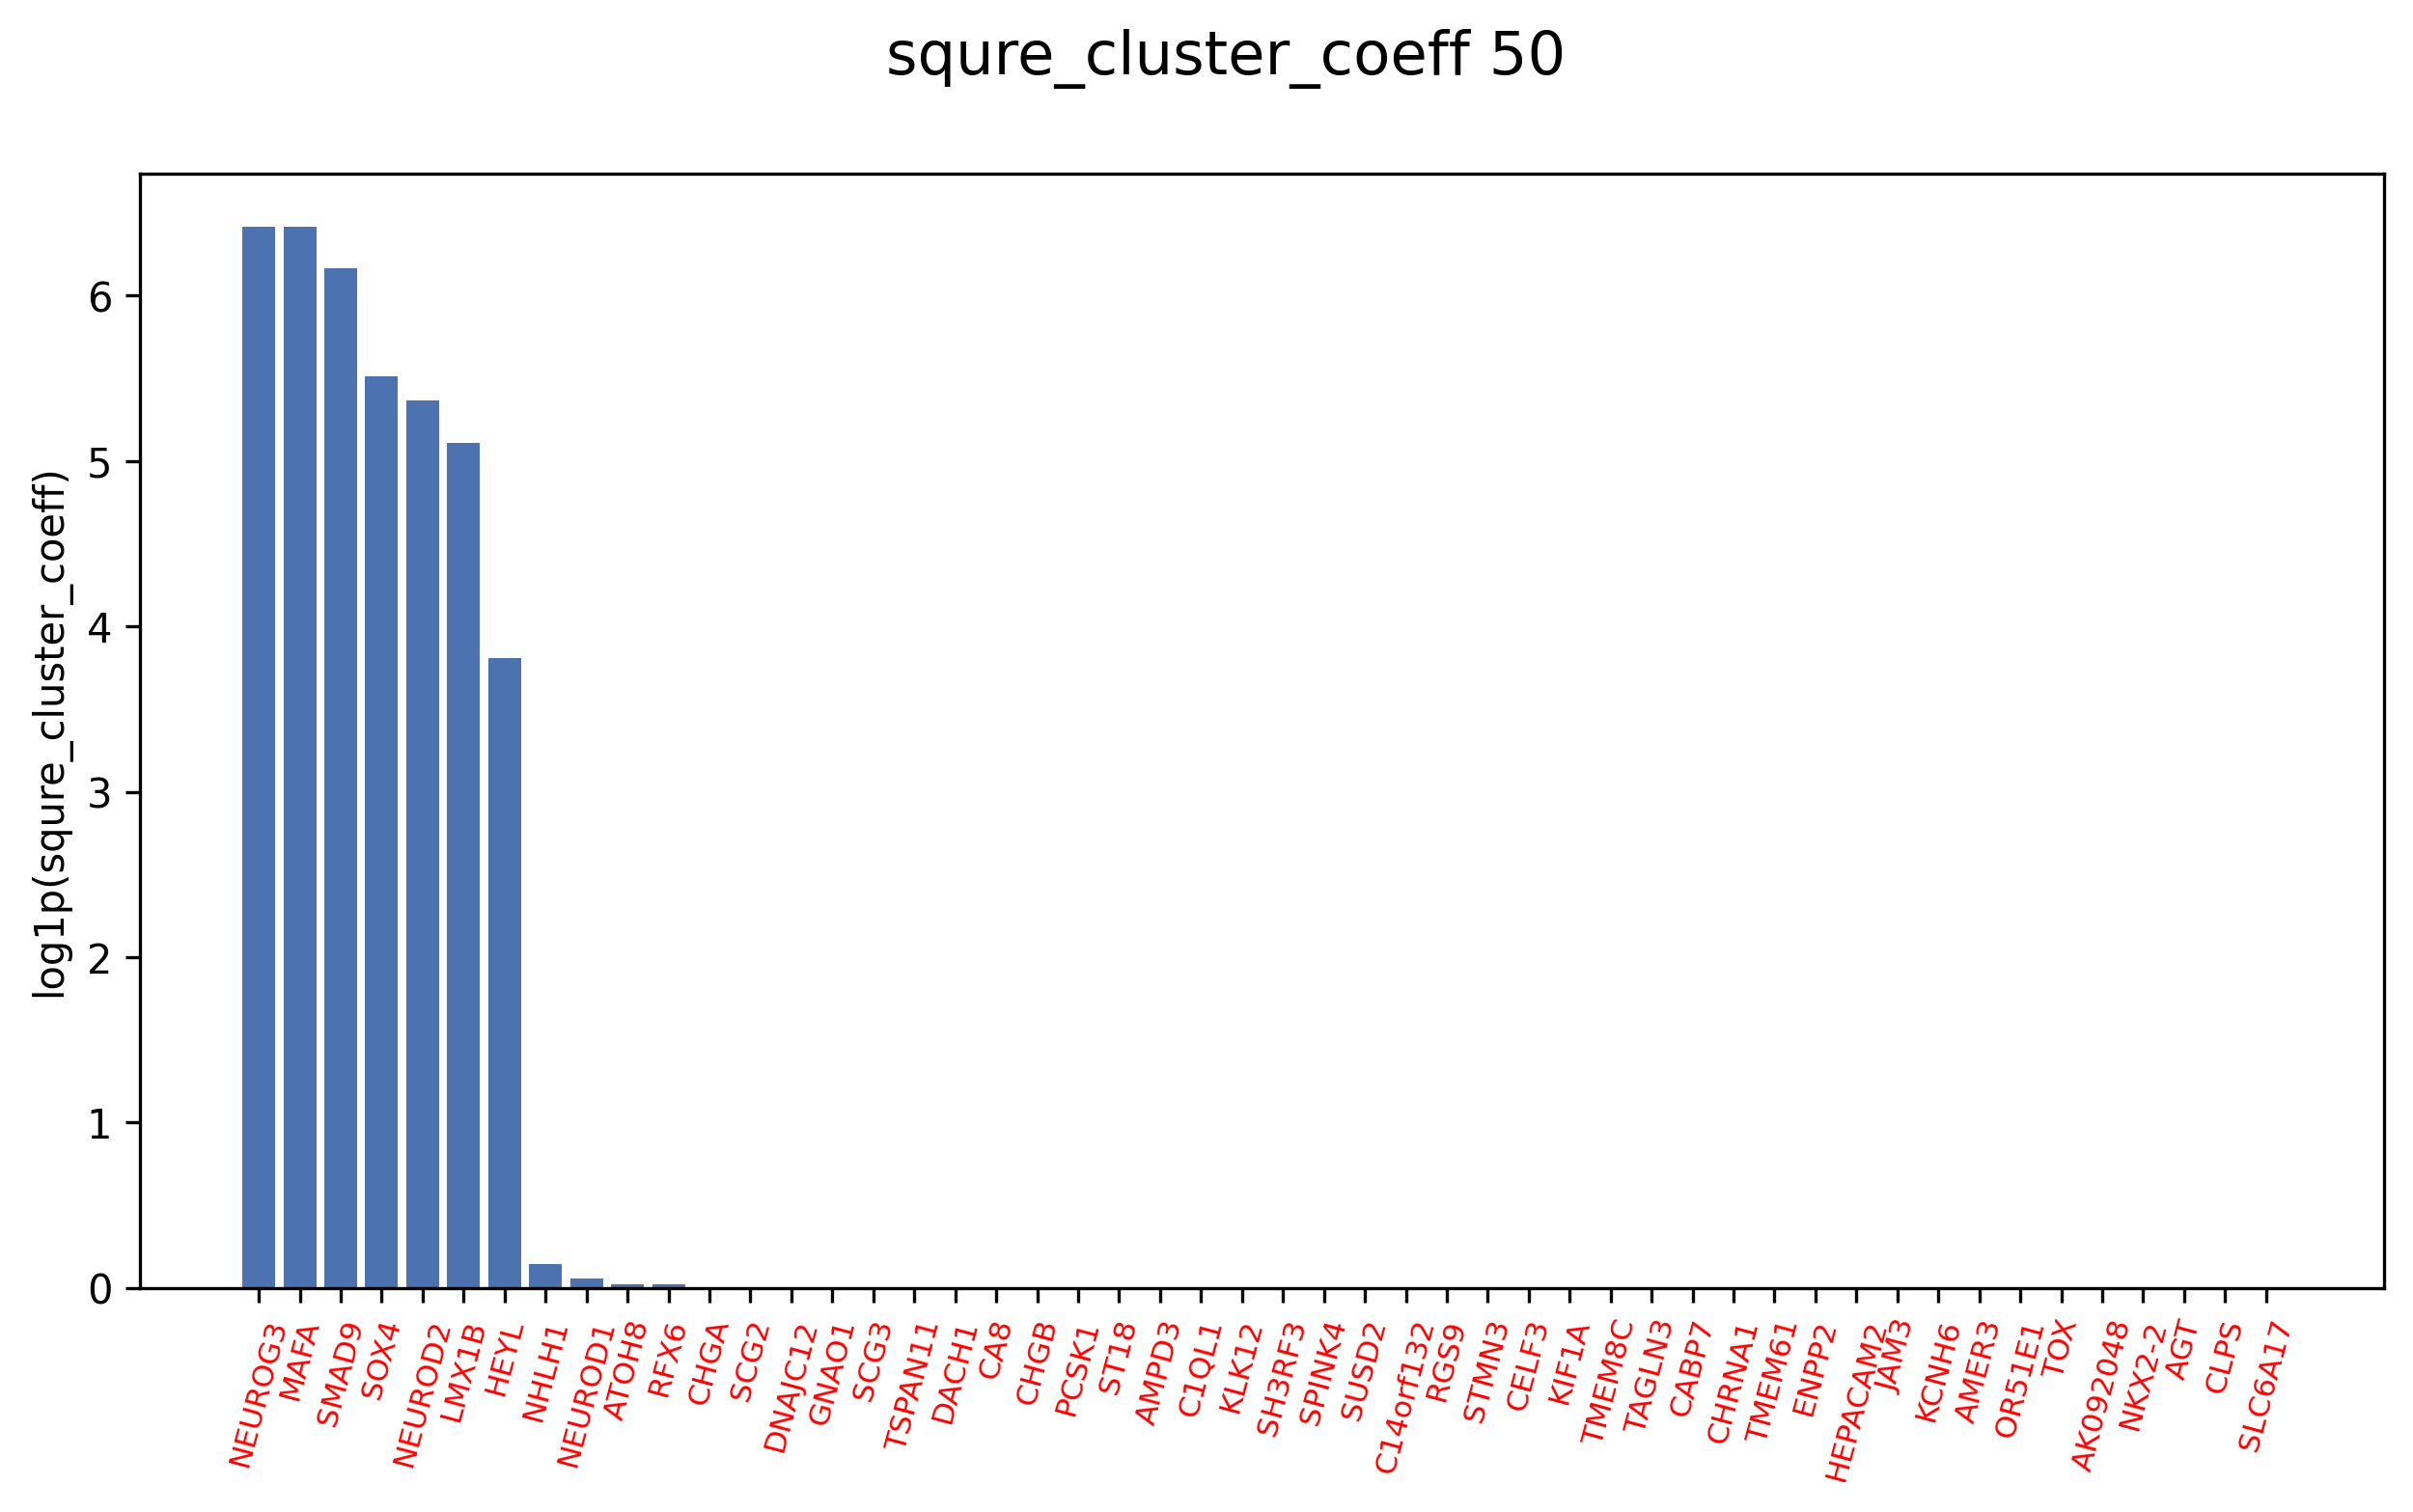 squre_cluster_coeff 50
log1p(squre_cluster_coeff)
6
5
4
3
2
1
0
NEUROG3
MAFA
SMAD9
SOX4
NEUROD2
LMX1B
HEYL
NHLH1
NEUROD1
ATOH8
RFX6
CHGA
SCG2
DNAJC12
GNAO1
SCG3
TSPAN11
DACH1
CA8
CHGB
PCSK1
ST18
AMPD3
C1QL1
KLK12
SH3RF3
SPINK4
SUSD2
C14orf132
RGS9
STMN3
CELF3
KIF1A
TMEM8C
TAGLN3
CABP7
CHRNA1
TMEM61
ENPP2
HEPACAM2
JAM3
KCNH6
AMER3
OR51E1
TOX
AK092048
NKX2-2
AGT
CLPS
SLC6A17